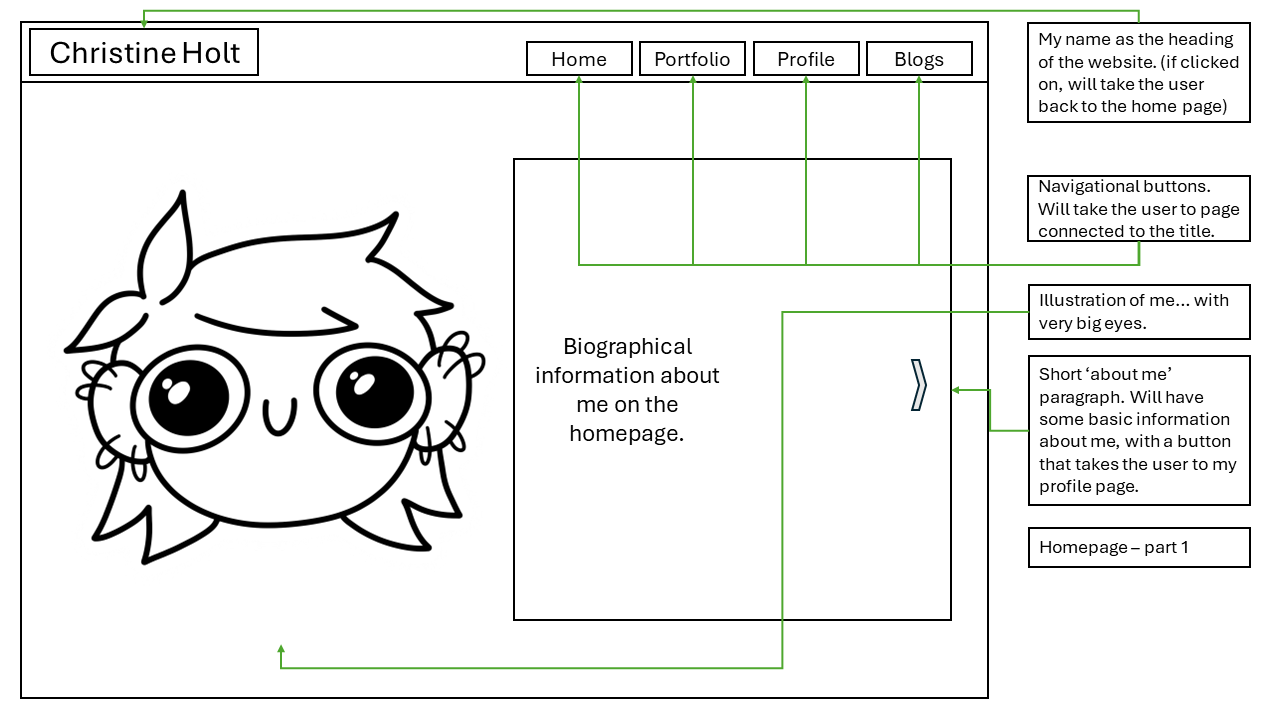 Christine Holt
Home
Portfolio
Profile
Blogs
Biographical
information about
me on the
homepage.
My name as the heading
of the website. (if clicked
on, will take the user
back to the home page)
Navigational buttons.
Will take the user to page
connected to the title.
Illustration of me... with
very big eyes.
Short ‘about me’
paragraph. Will have
some basic information
about me, with a button
that takes the user to my
profile page.
Homepage – part 1